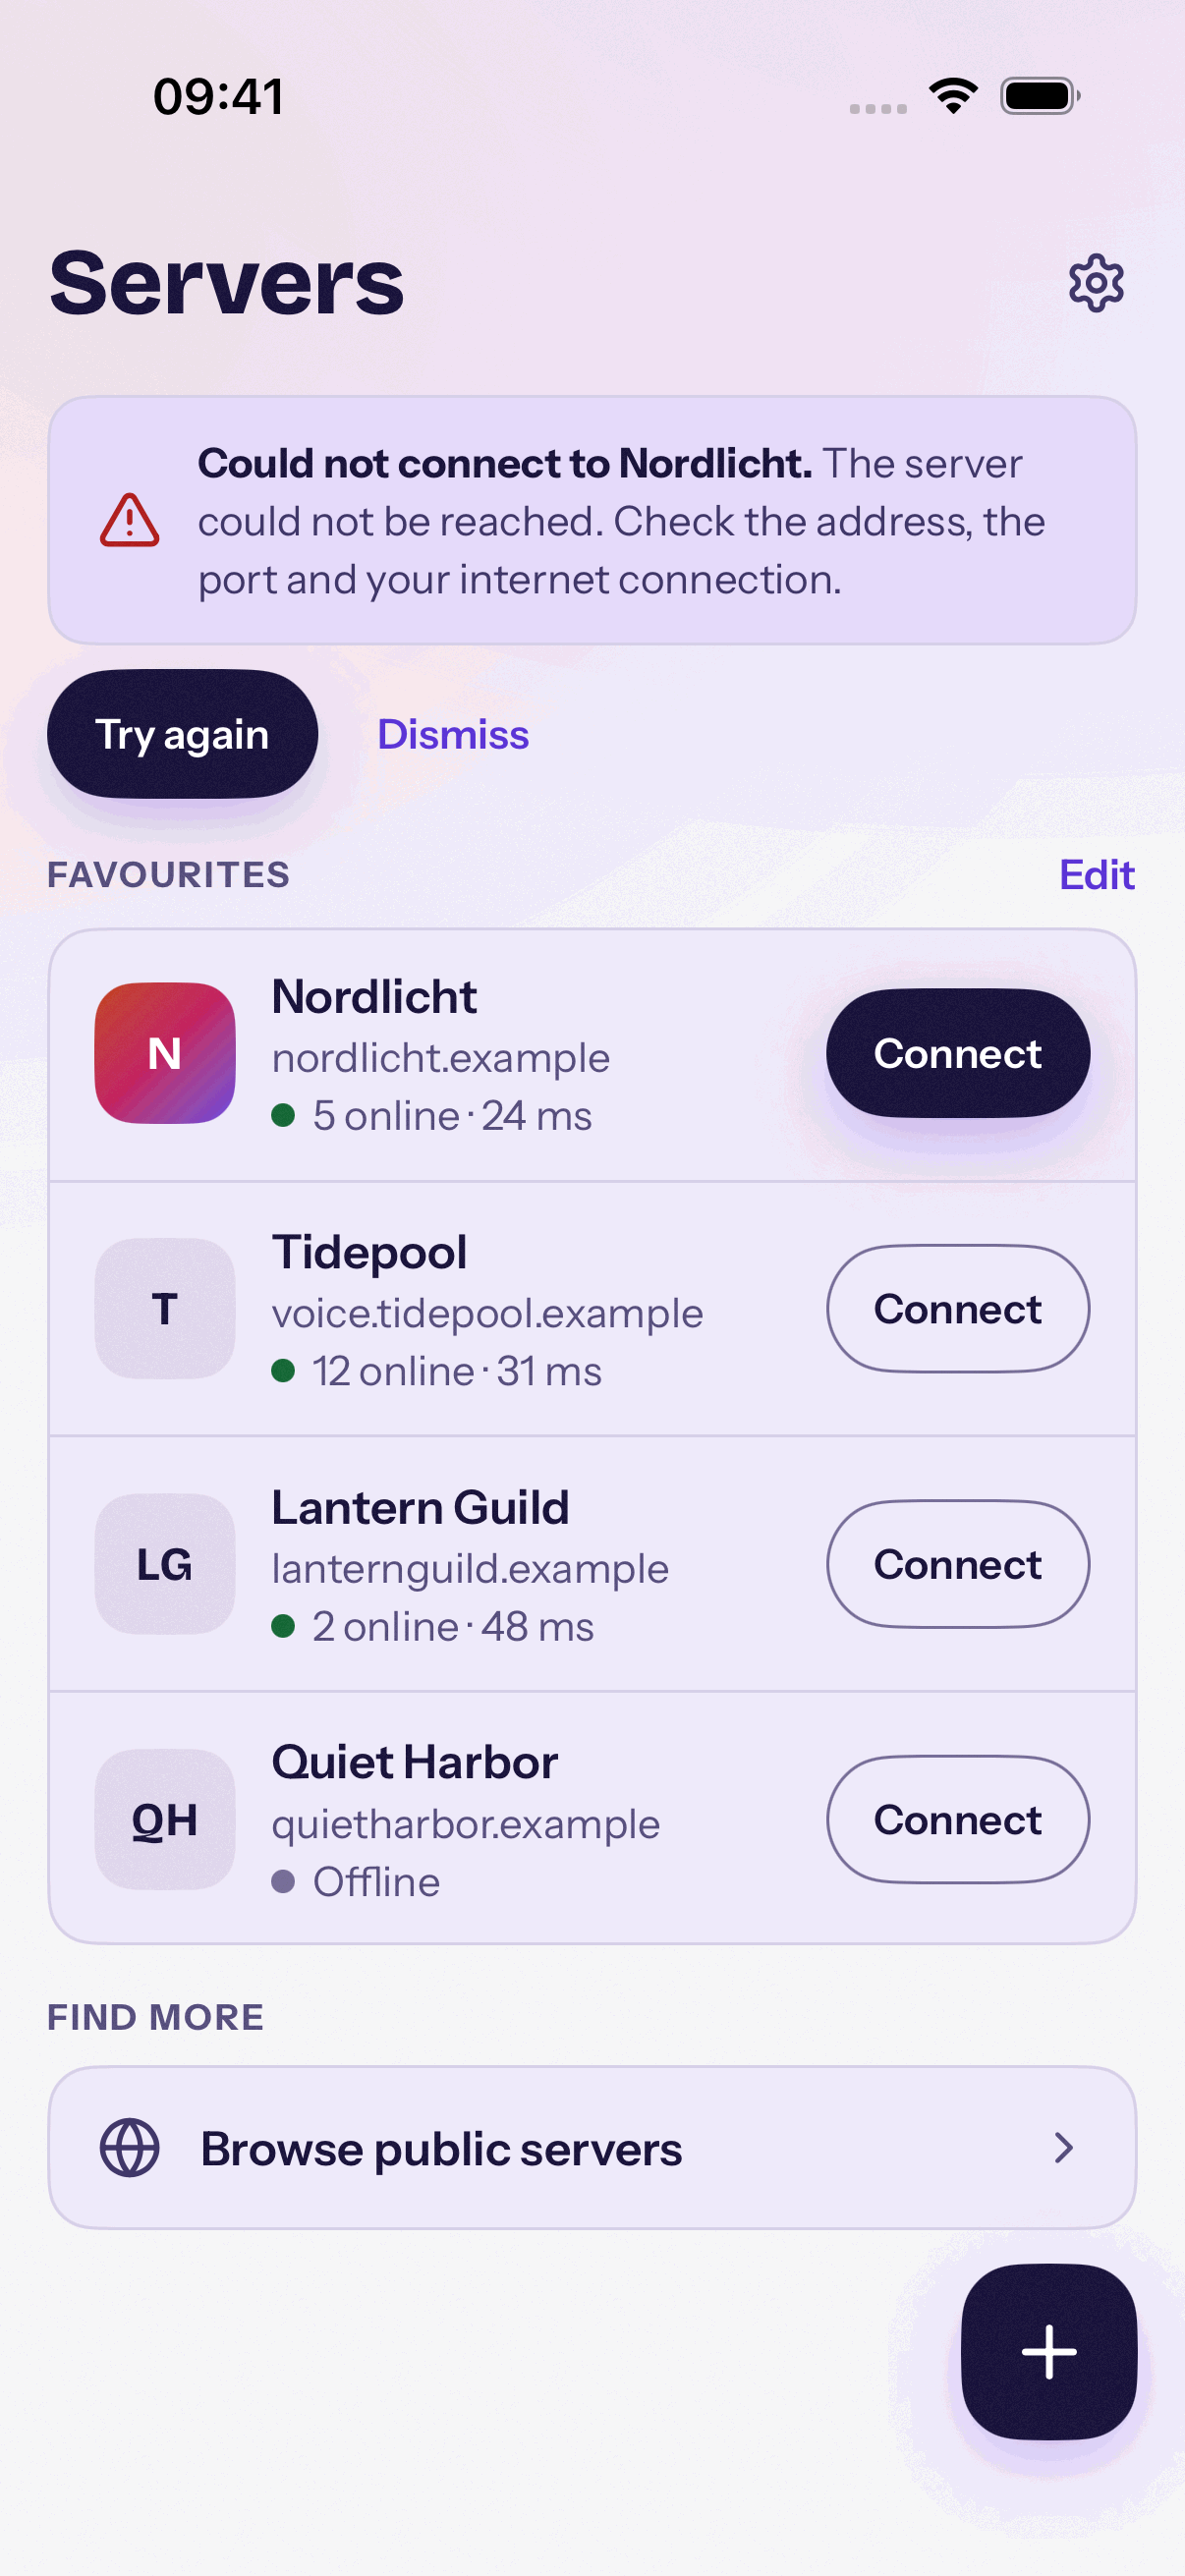 09:41
Servers
Could not connect to Nordlicht. The server
could not be reached. Check the address, the
port and your internet connection.
Try again
Dismiss
FAVOURITES
Edit
N
Nordlicht
nordlicht.example
5 online · 24 ms
Connect
T
Tidepool
voice.tidepool.example
12 online · 31 ms
Connect
LG
Lantern Guild
lanternguild.example
2 online · 48 ms
Connect
QH
Quiet Harbor
quietharbor.example
Offline
Connect
FIND MORE
Browse public servers